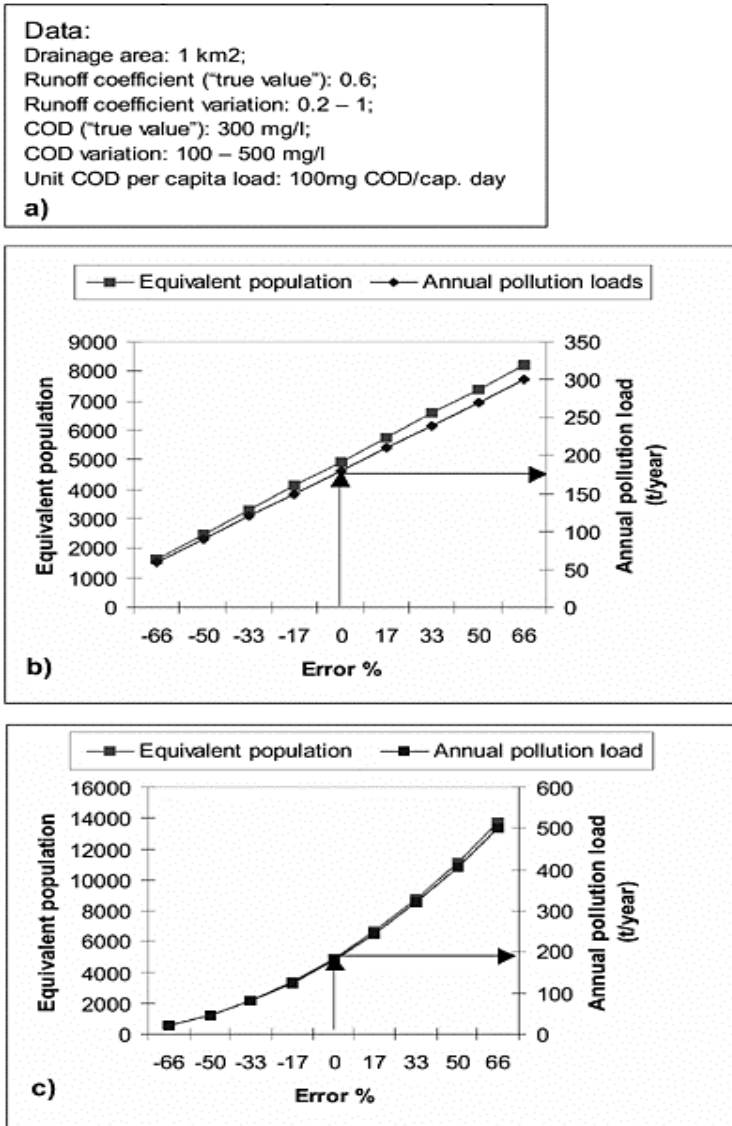 Data:
Drainage area: 1 km2;
Runoff coefficient ("true value"): 0.6;
Runoff coefficient variation: 0.2 – 1;
COD ("true value"): 300 mg/l;
COD variation: 100 – 500 mg/l
Unit COD per capita load: 100mg COD/cap. day
a)
Equivalent population
Annual pollution loads
9000
8000
7000
6000
5000
4000
3000
2000
1000
0
Equivalent population
350
300
250
200
150
100
50
0
Annual pollution load
(t/year)
-66 -50 -33 -17 0 17 33 50 66
Error %
b)
Equivalent population
Annual pollution load
16000
14000
12000
10000
8000
6000
4000
2000
0
Equivalent population
600
500
400
300
200
100
0
Annual pollution load
(t/year)
-66 -50 -33 -17 0 17 33 50 66
Error %
c)